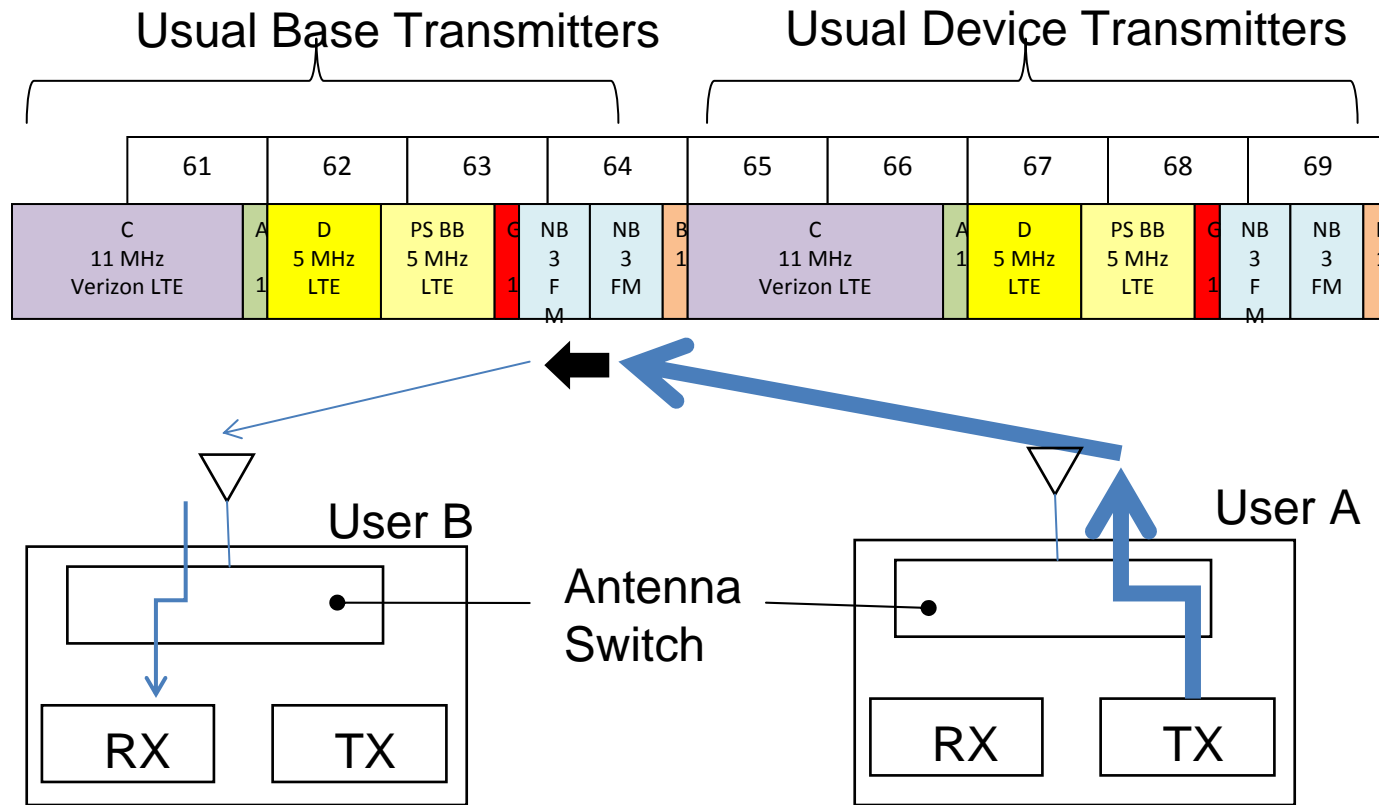 Usual Base Transmitters
Usual Device Transmitters
61
62
63
64
65
66
67
68
69
C
11 MHz
Verizon LTE
A
1
D
5 MHz
LTE
PS BB
5 MHz
LTE
G
1
NB
3
F
M
NB
3
FM
B
1
C
11 MHz
Verizon LTE
A
1
D
5 MHz
LTE
PS BB
5 MHz
LTE
G
1
NB
3
F
M
NB
3
FM
User B
User A
Antenna
Switch
RX
TX
RX
TX